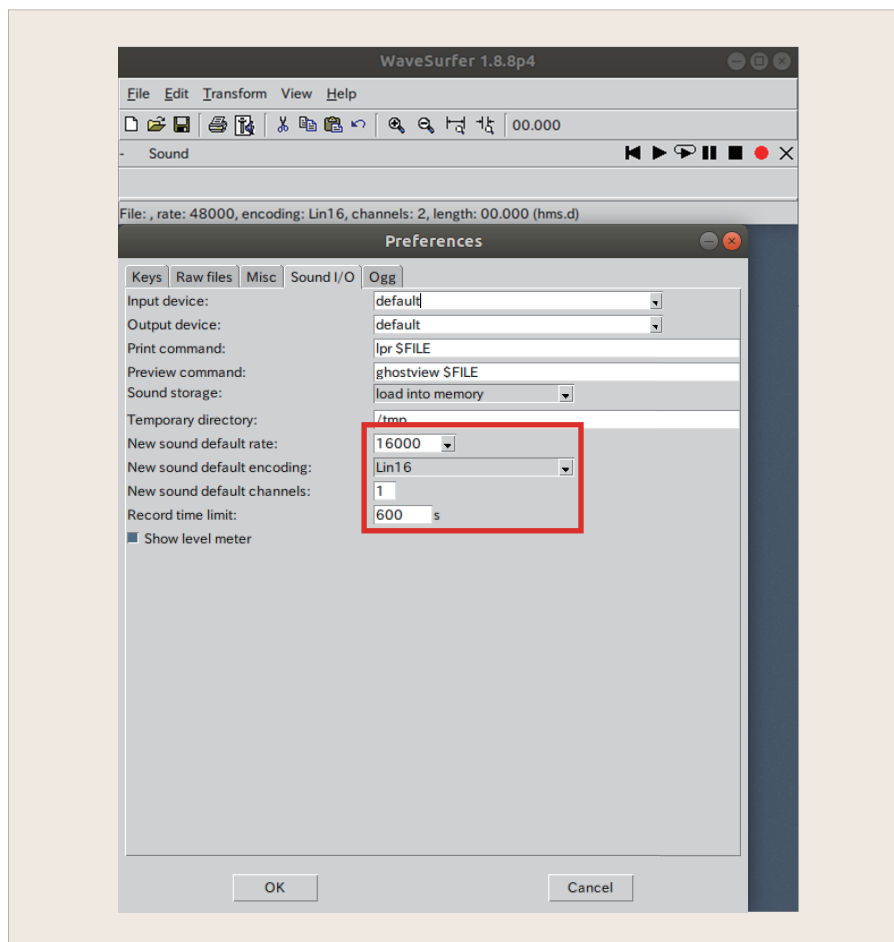 WaveSurfer 1.8.8p4
File Edit Transform View Help
00.000
- Sound
File: , rate: 48000, encoding: Lin16, channels: 2, length: 00.000 (hms.d)
Preferences
Keys Raw files Misc Sound I/O Ogg
Input device: default
Output device: default
Print command: lpr $FILE
Preview command: ghostview $FILE
Sound storage: load into memory
Temporary directory: /tmp
New sound default rate: 16000
New sound default encoding: Lin16
New sound default channels: 1
Record time limit: 600 s
Show level meter
OK Cancel